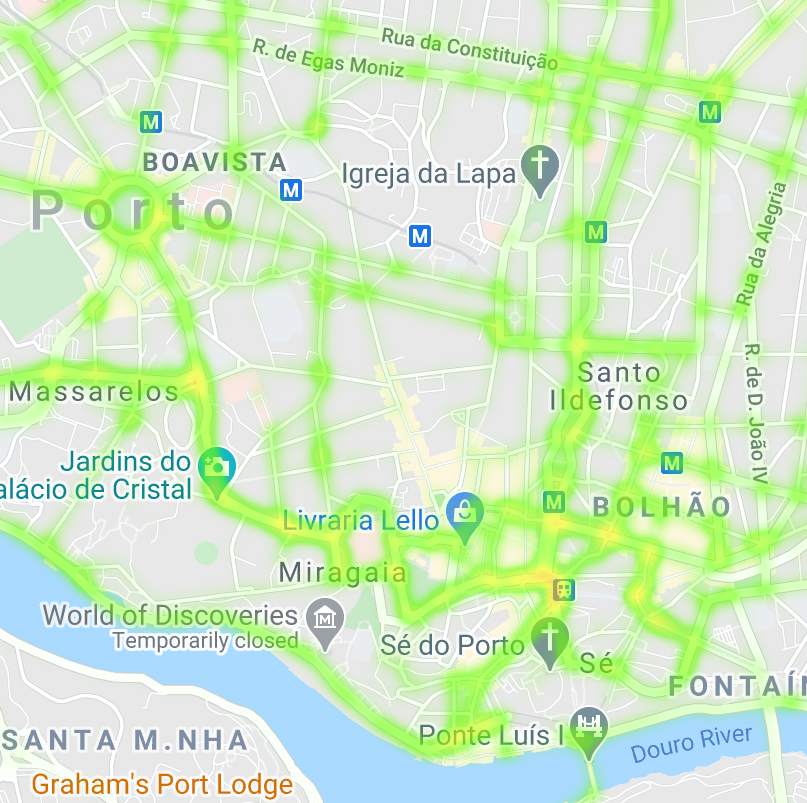 Rua da Constituição
R. de Egas Moniz
M
M
BOAVISTA
M
Igreja da Lapa
Porto
M
M
Rua da Alegria
Massarelos
Santo
Ildefonso
R. de D. João IV
Jardins do
alácio de Cristal
M
M
BOLHÃO
Livraria Lello
Miragaia
World of Discoveries
Temporarily closed
Sé do Porto
Sé
FONTAÍN
SANTA M.NHA
Ponte Luís I
Douro River
Graham's Port Lodge